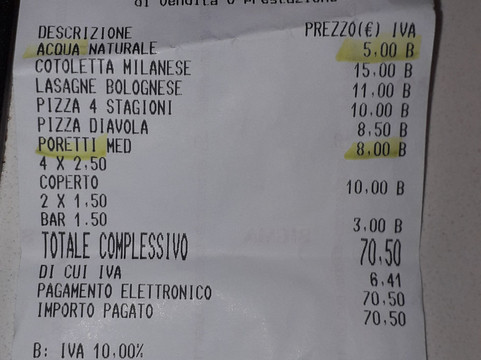 di vendita o Prestazione
DESCRIZIONE PREZZO(€) IVA
ACQUA NATURALE 5,00 B
COTOLETTA MILANESE 15,00 B
LASAGNE BOLOGNESE 11,00 B
PIZZA 4 STAGIONI 10,00 B
PIZZA DIAVOLA 8,50 B
PORETTI MED 8,00 B
4 X 2,50
COPERTO 10,00 B
2 X 1,50
BAR 1.50 3,00 B
TOTALE COMPLESSIVO 70,50
DI CUI IVA 6,41
PAGAMENTO ELETTRONICO 70,50
IMPORTO PAGATO 70,50
B: IVA 10,00%